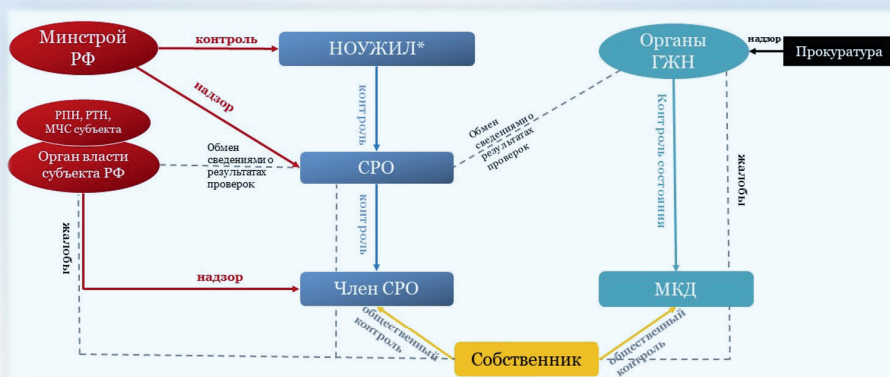 Минстрой
РФ
контроль
НОУЖИЛ*
Органы
ГЖН
надзор
Прокуратура
надзор
контроль
РПН, РТН,
МЧС субъекта
Орган власти
субъекта РФ
Обмен
сведениями о
результатах
проверок
СРО
Обмен
сведениями о
результатах
проверок
Контроль состояния
жалобы
жалобы
контроль
надзор
Член СРО
МКД
общественный
контроль
Собственник
общественный
контроль